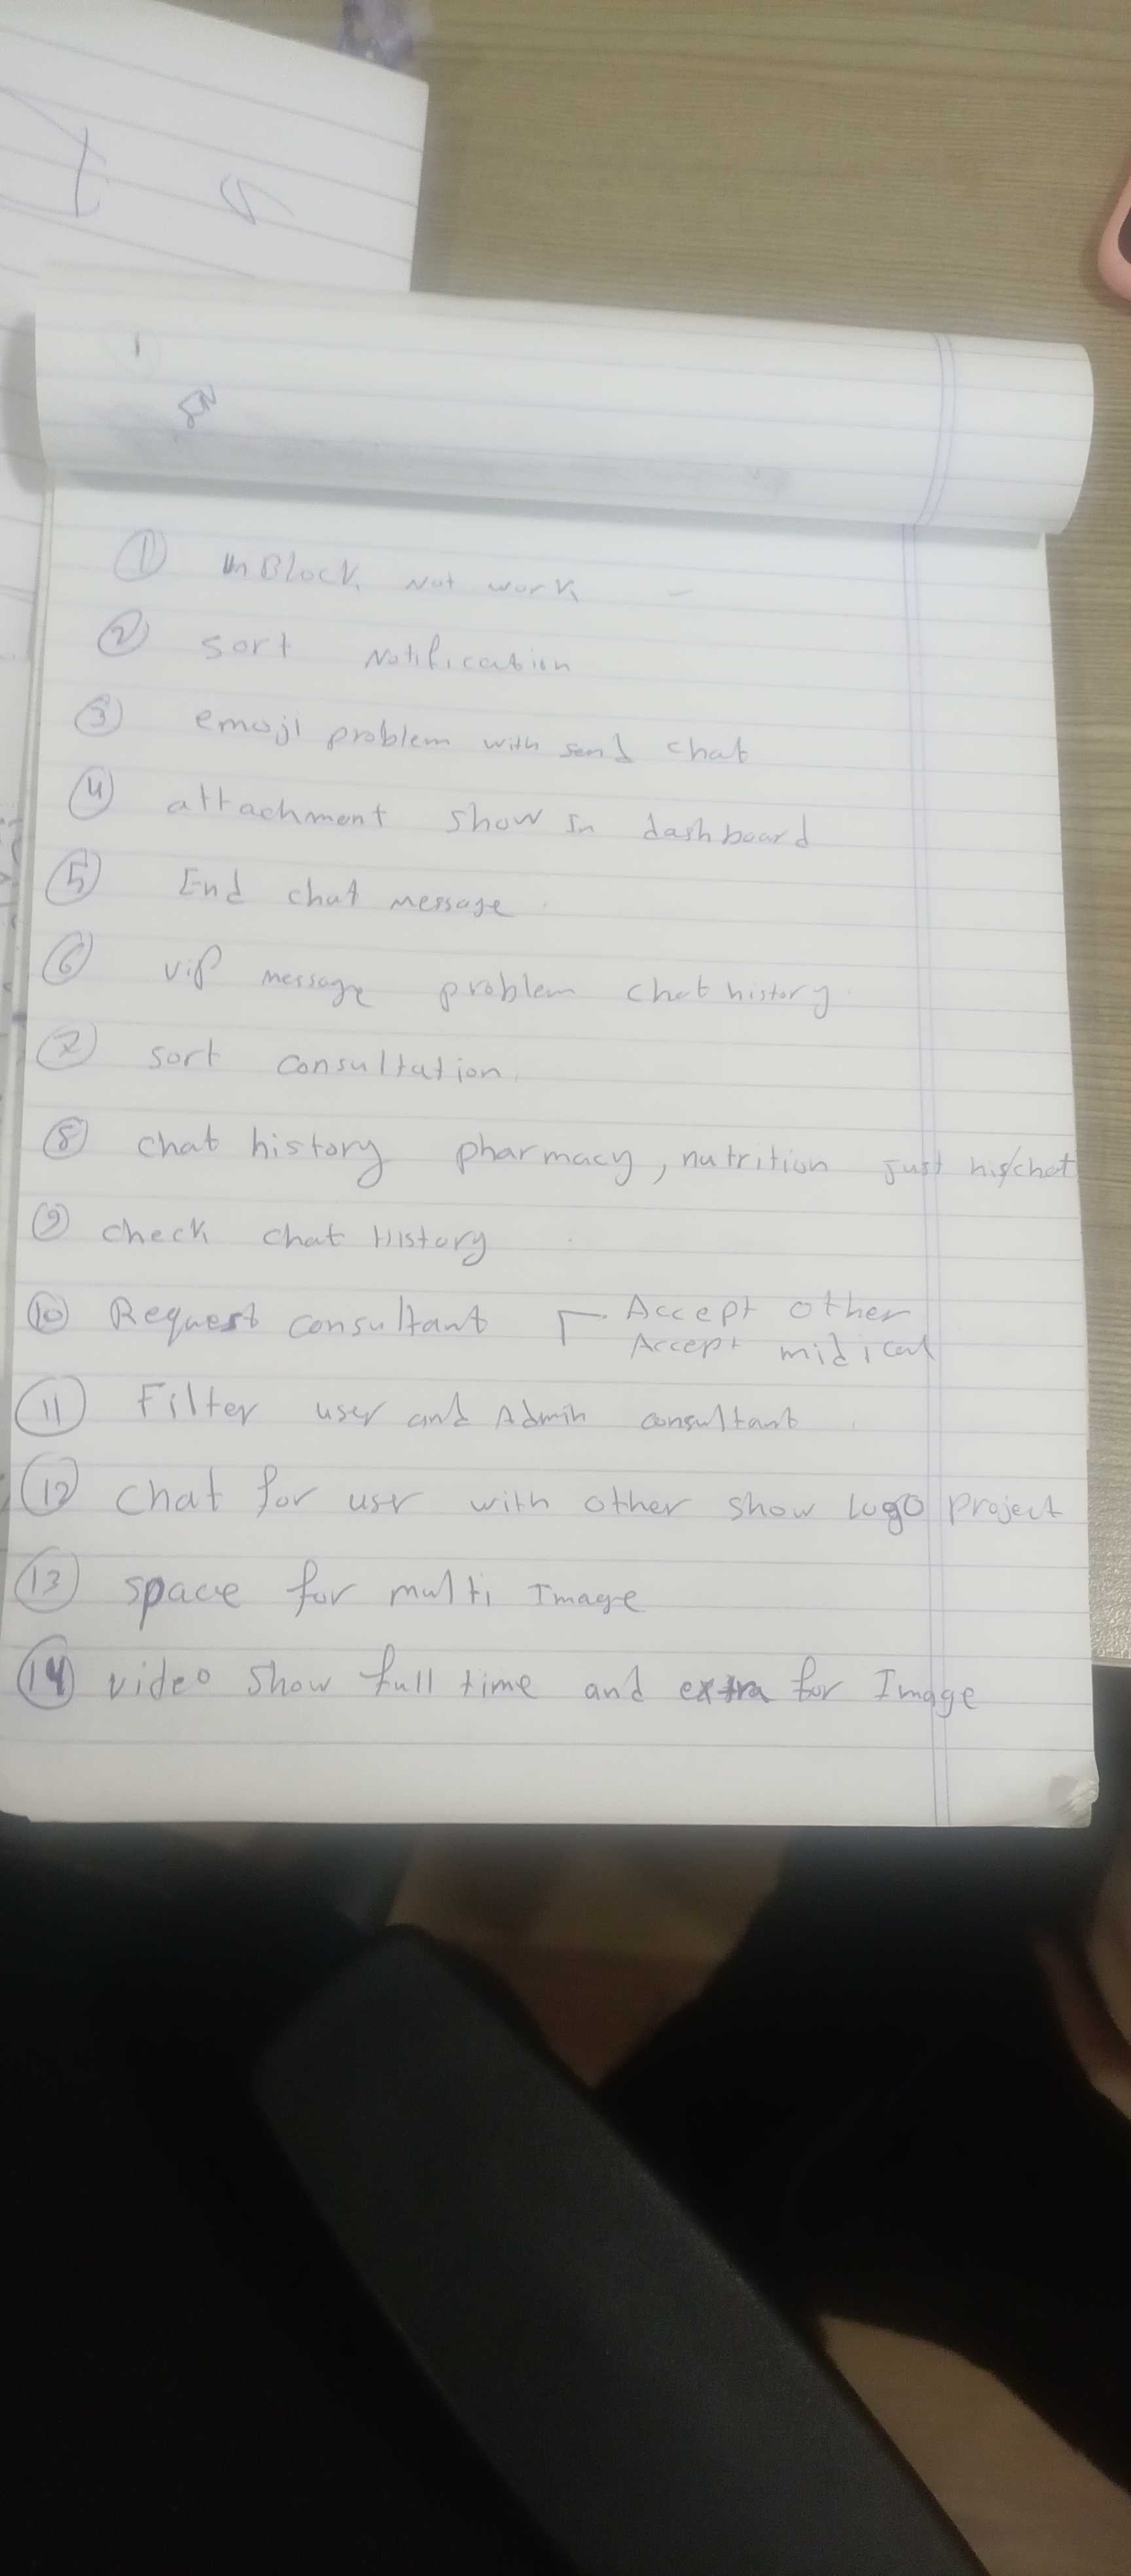 1
① UnBlock Not work -
② sort Notification
③ emoji problem with send chat
④ attachment show In dashboard
⑤ End chat message
⑥ vip message problem chat history
⑦ sort consultation
⑧ chat history pharmacy, nutrition just his/chat
⑨ check chat History
⑩ Request consultant Accept other
Accept midical
⑪ Filter user and Admin consultant
⑫ chat for user with other show logo project
⑬ space for multi Image
⑭ video show full time and extra for Image